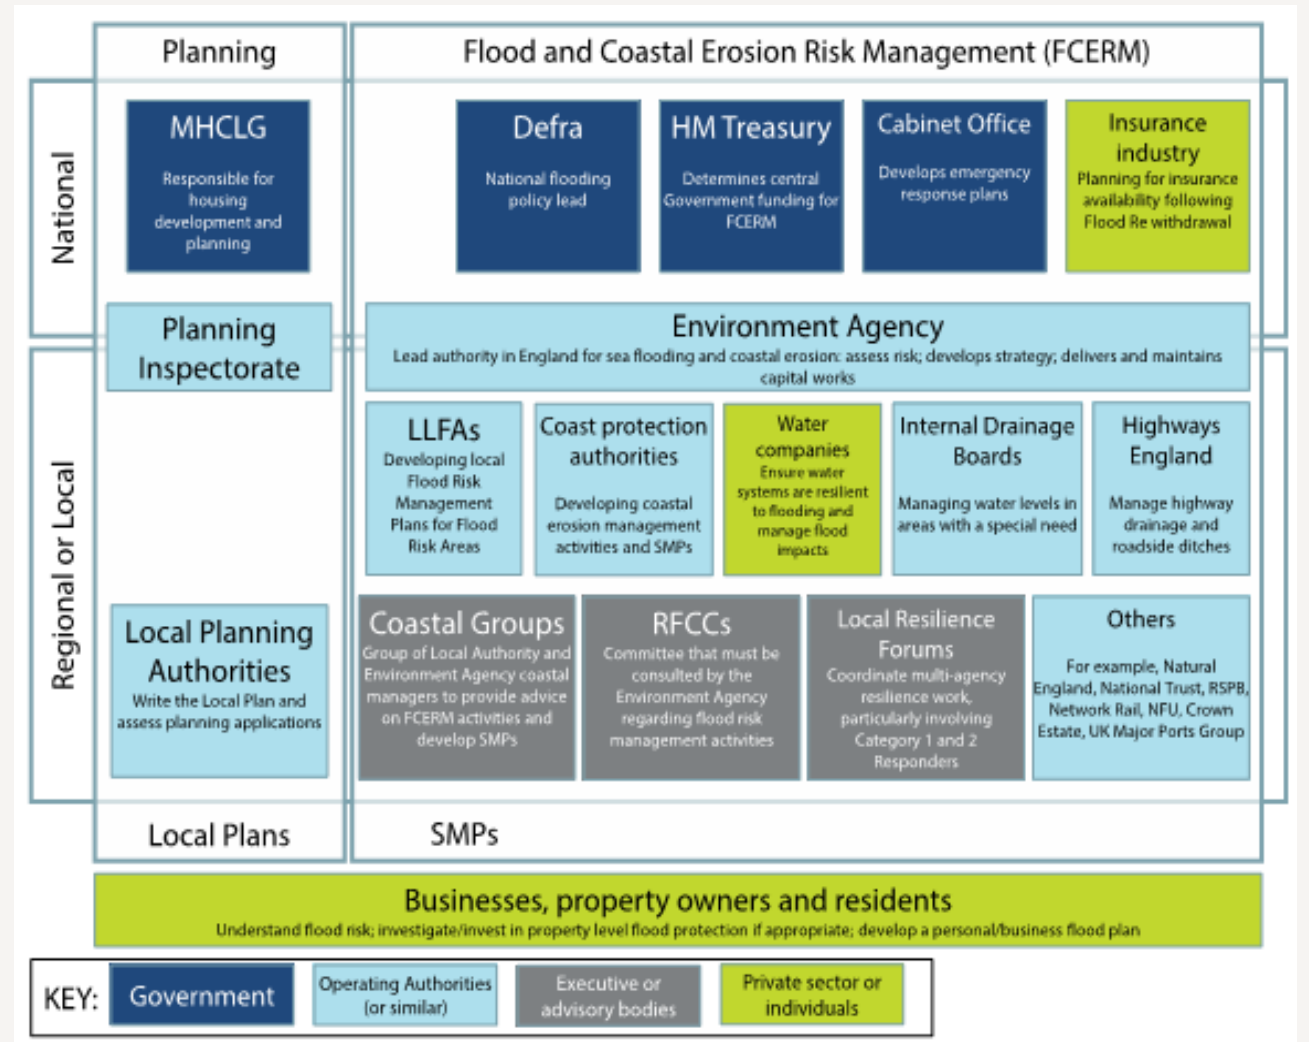 Planning
Flood and Coastal Erosion Risk Management (FCERM)
National
MHCLG
Responsible for
housing
development and
planning
Defra
National flooding
policy lead
HM Treasury
Determines central
Government funding for
FCERM
Cabinet Office
Develops emergency
response plans
Insurance
industry
Planning for insurance
availability following
Flood Re withdrawal
Planning
Inspectorate
Environment Agency
Lead authority in England for sea flooding and coastal erosion: assess risk; develops strategy; delivers and maintains
capital works
Regional or Local
LLFAs
Developing local
Flood Risk
Management
Plans for Flood
Risk Areas
Coast protection
authorities
Developing coastal
erosion management
activities and SMPs
Water
companies
Ensure water
systems are resilient
to flooding and
manage flood
impacts
Internal Drainage
Boards
Managing water levels in
areas with a special need
Highways
England
Manage highway
drainage and
roadside ditches
Local Planning
Authorities
Write the Local Plan and
assess planning applications
Coastal Groups
Group of Local Authority and
Environment Agency coastal
managers to provide advice
on FCERM activities and
develop SMPs
RFCCs
Committee that must be
consulted by the
Environment Agency
regarding flood risk
management activities
Local Resilience
Forums
Coordinate multi-agency
resilience work,
particularly involving
Category 1 and 2
Responders
Others
For example, Natural
England, National Trust, RSPB,
Network Rail, NFU, Crown
Estate, UK Major Ports Group
Local Plans
SMPs
Businesses, property owners and residents
Understand flood risk; investigate/invest in property level flood protection if appropriate; develop a personal/business flood plan
KEY:
Government
Operating Authorities
(or similar)
Executive or
advisory bodies
Private sector or
individuals